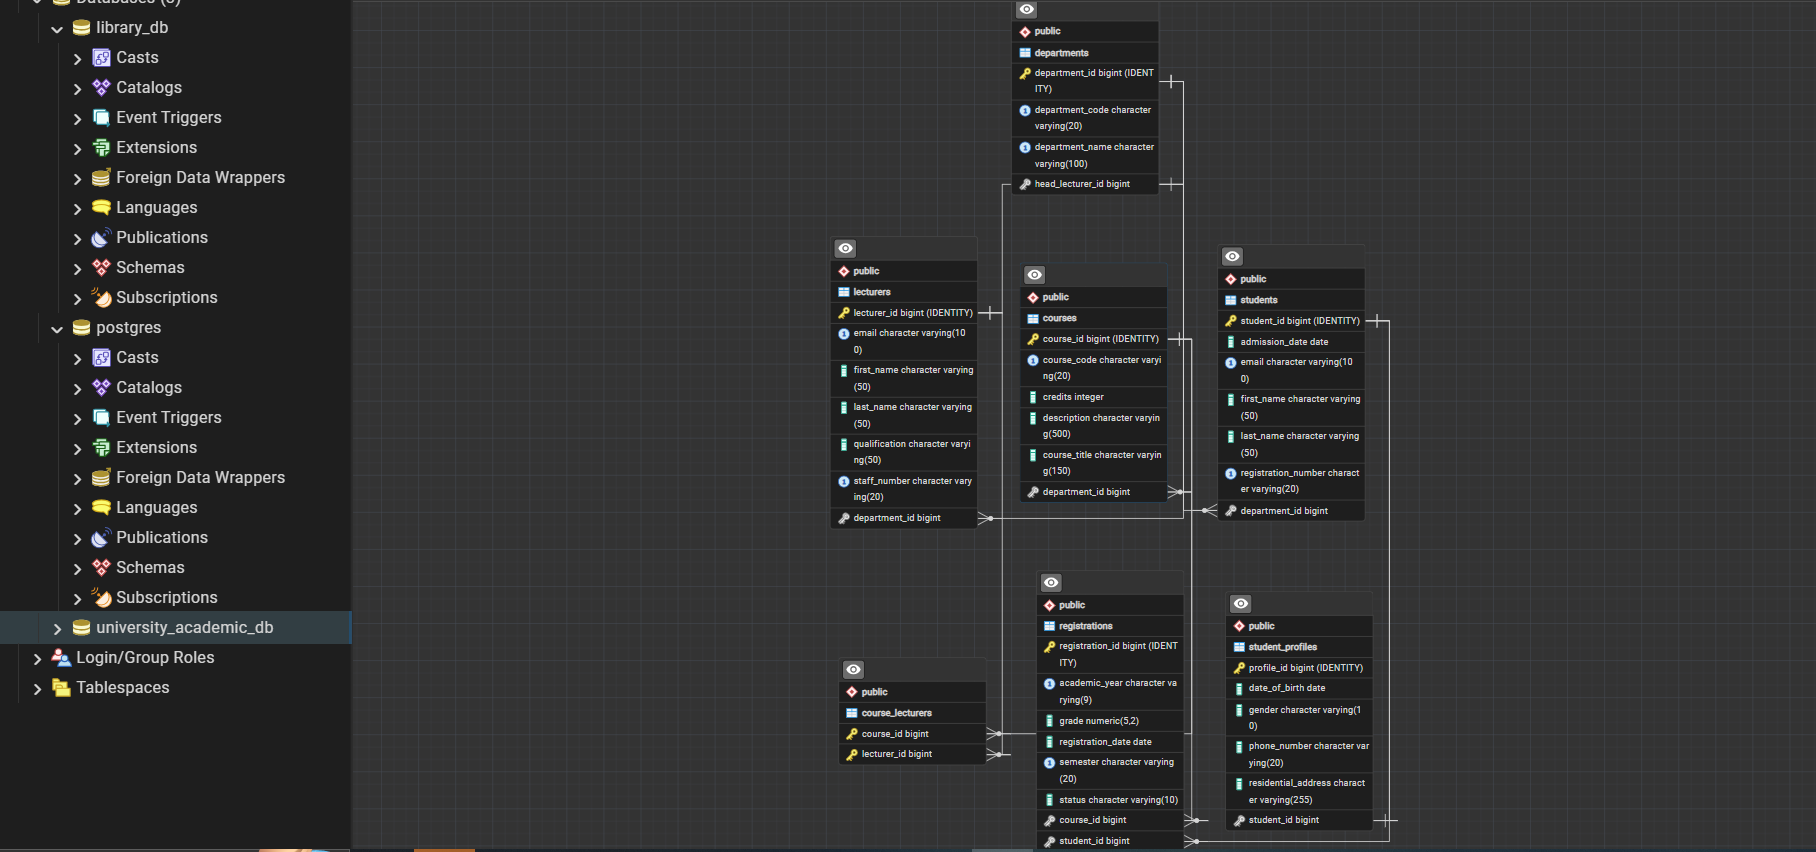 Databases (3)
library_db
Casts
Catalogs
Event Triggers
Extensions
Foreign Data Wrappers
Languages
Publications
Schemas
Subscriptions
postgres
Casts
Catalogs
Event Triggers
Extensions
Foreign Data Wrappers
Languages
Publications
Schemas
Subscriptions
university_academic_db
Login/Group Roles
Tablespaces
public
departments
department_id bigint (IDENT
ITY)
department_code character
varying(20)
department_name character
varying(100)
head_lecturer_id bigint
public
lecturers
lecturer_id bigint (IDENTITY)
email character varying(10
0)
first_name character varying
(50)
last_name character varying
(50)
qualification character varyi
ng(50)
staff_number character vary
ing(20)
department_id bigint
public
courses
course_id bigint (IDENTITY)
course_code character varyi
ng(20)
credits integer
description character varyin
g(500)
course_title character varyin
g(150)
department_id bigint
public
students
student_id bigint (IDENTITY)
admission_date date
email character varying(10
0)
first_name character varying
(50)
last_name character varying
(50)
registration_number charact
er varying(20)
department_id bigint
public
course_lecturers
course_id bigint
lecturer_id bigint
public
registrations
registration_id bigint (IDENT
ITY)
academic_year character va
rying(9)
grade numeric(5,2)
registration_date date
semester character varying
(20)
status character varying(10)
course_id bigint
student_id bigint
public
student_profiles
profile_id bigint (IDENTITY)
date_of_birth date
gender character varying(1
0)
phone_number character var
ying(20)
residential_address charact
er varying(255)
student_id bigint